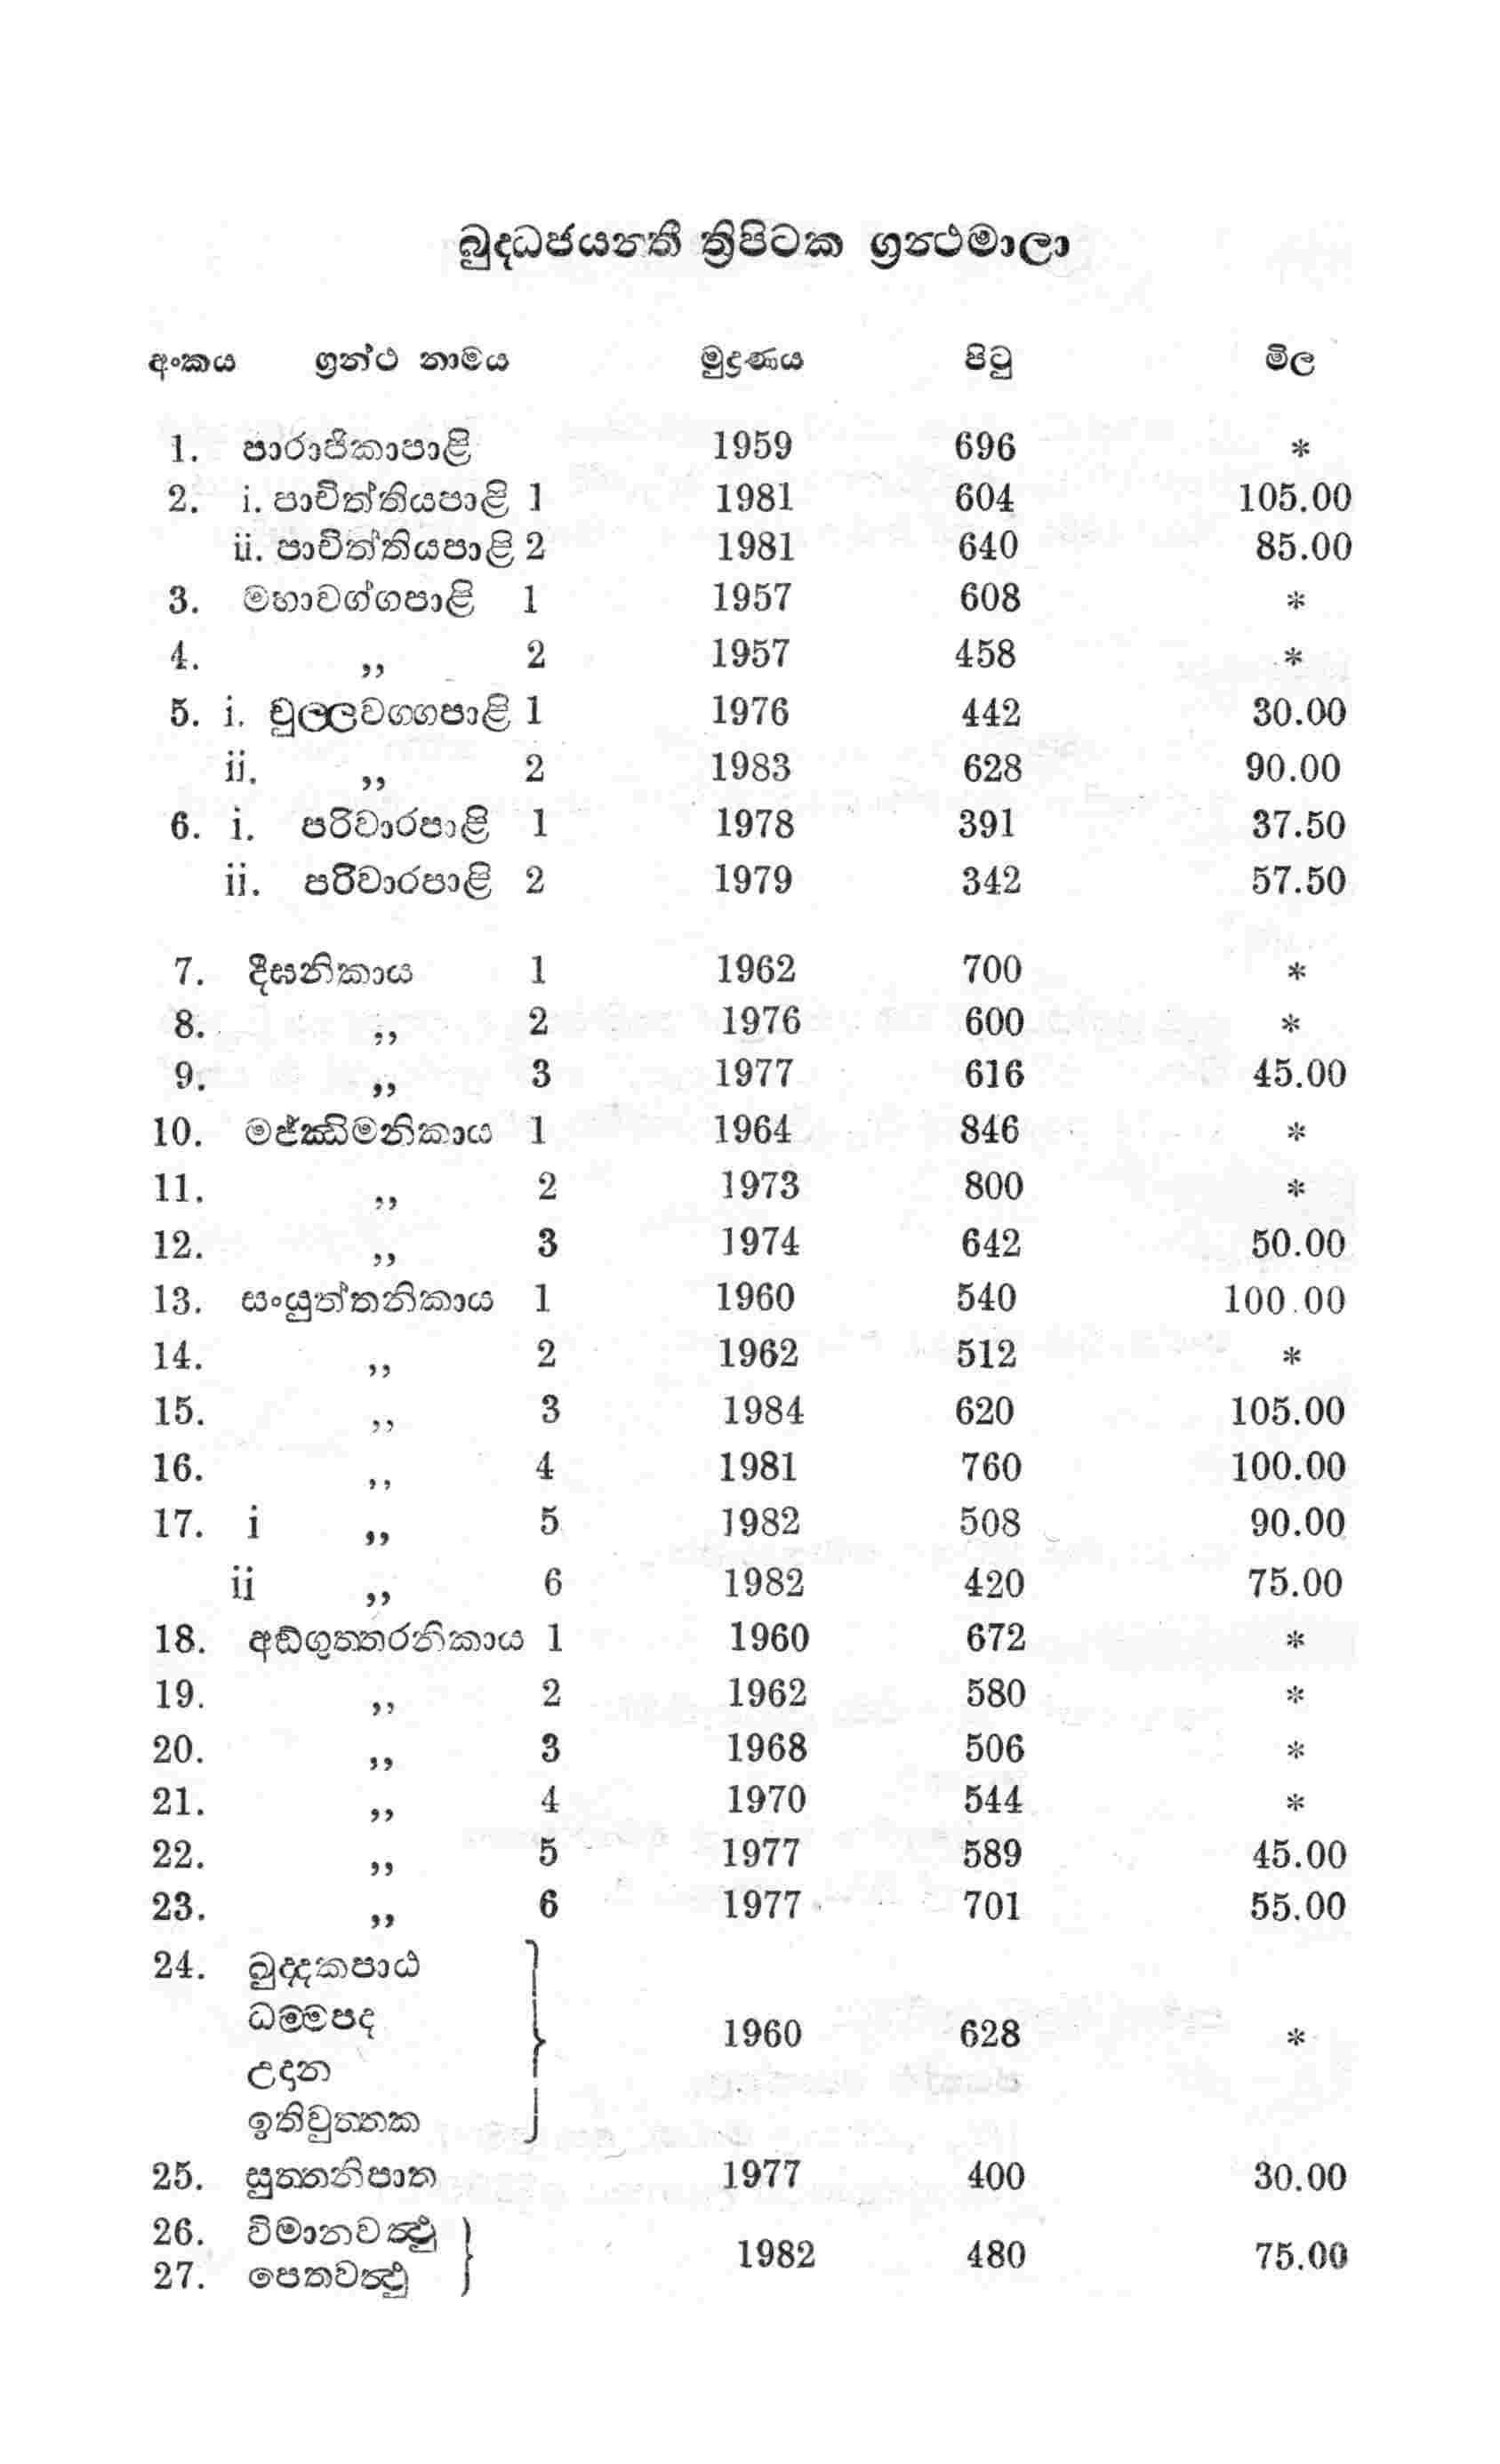 බුද්ධජයන්තී ත්‍රිපිටක ග්‍රන්ථමාලා
අංකය ග්‍රන්ථ නාමය මුද්‍රණය පිටු මිල
1. පාරාජිකාපාළි 1959 696 *
2. i. පාචිත්තියපාළි 1 1981 604 105.00
ii. පාචිත්තියපාළි 2 1981 640 85.00
3. මහාවග්ගපාළි 1 1957 608 *
4. ,, 2 1957 458 *
5. i. චුල්ලවග්ගපාළි 1 1976 442 30.00
ii. ,, 2 1983 628 90.00
6. i. පරිවාරපාළි 1 1978 391 37.50
ii. පරිවාරපාළි 2 1979 342 57.50
7. දීඝනිකාය 1 1962 700 *
8. ,, 2 1976 600 *
9. ,, 3 1977 616 45.00
10. මජ්ඣිමනිකාය 1 1964 846 *
11. ,, 2 1973 800 *
12. ,, 3 1974 642 50.00
13. සංයුත්තනිකාය 1 1960 540 100.00
14. ,, 2 1962 512 *
15. ,, 3 1984 620 105.00
16. ,, 4 1981 760 100.00
17. i ,, 5 1982 508 90.00
ii ,, 6 1982 420 75.00
18. අඞ්ගුත්තරනිකාය 1 1960 672 *
19. ,, 2 1962 580 *
20. ,, 3 1968 506 *
21. ,, 4 1970 544 *
22. ,, 5 1977 589 45.00
23. ,, 6 1977 701 55.00
24. ඛුද්දකපාඨ
ධම්මපද
1960 628 *
උදාන
ඉතිවුත්තක
25. සුත්තනිපාත 1977 400 30.00
26. විමානවත්ථු
1982 480 75.00
27. පෙතවත්ථු